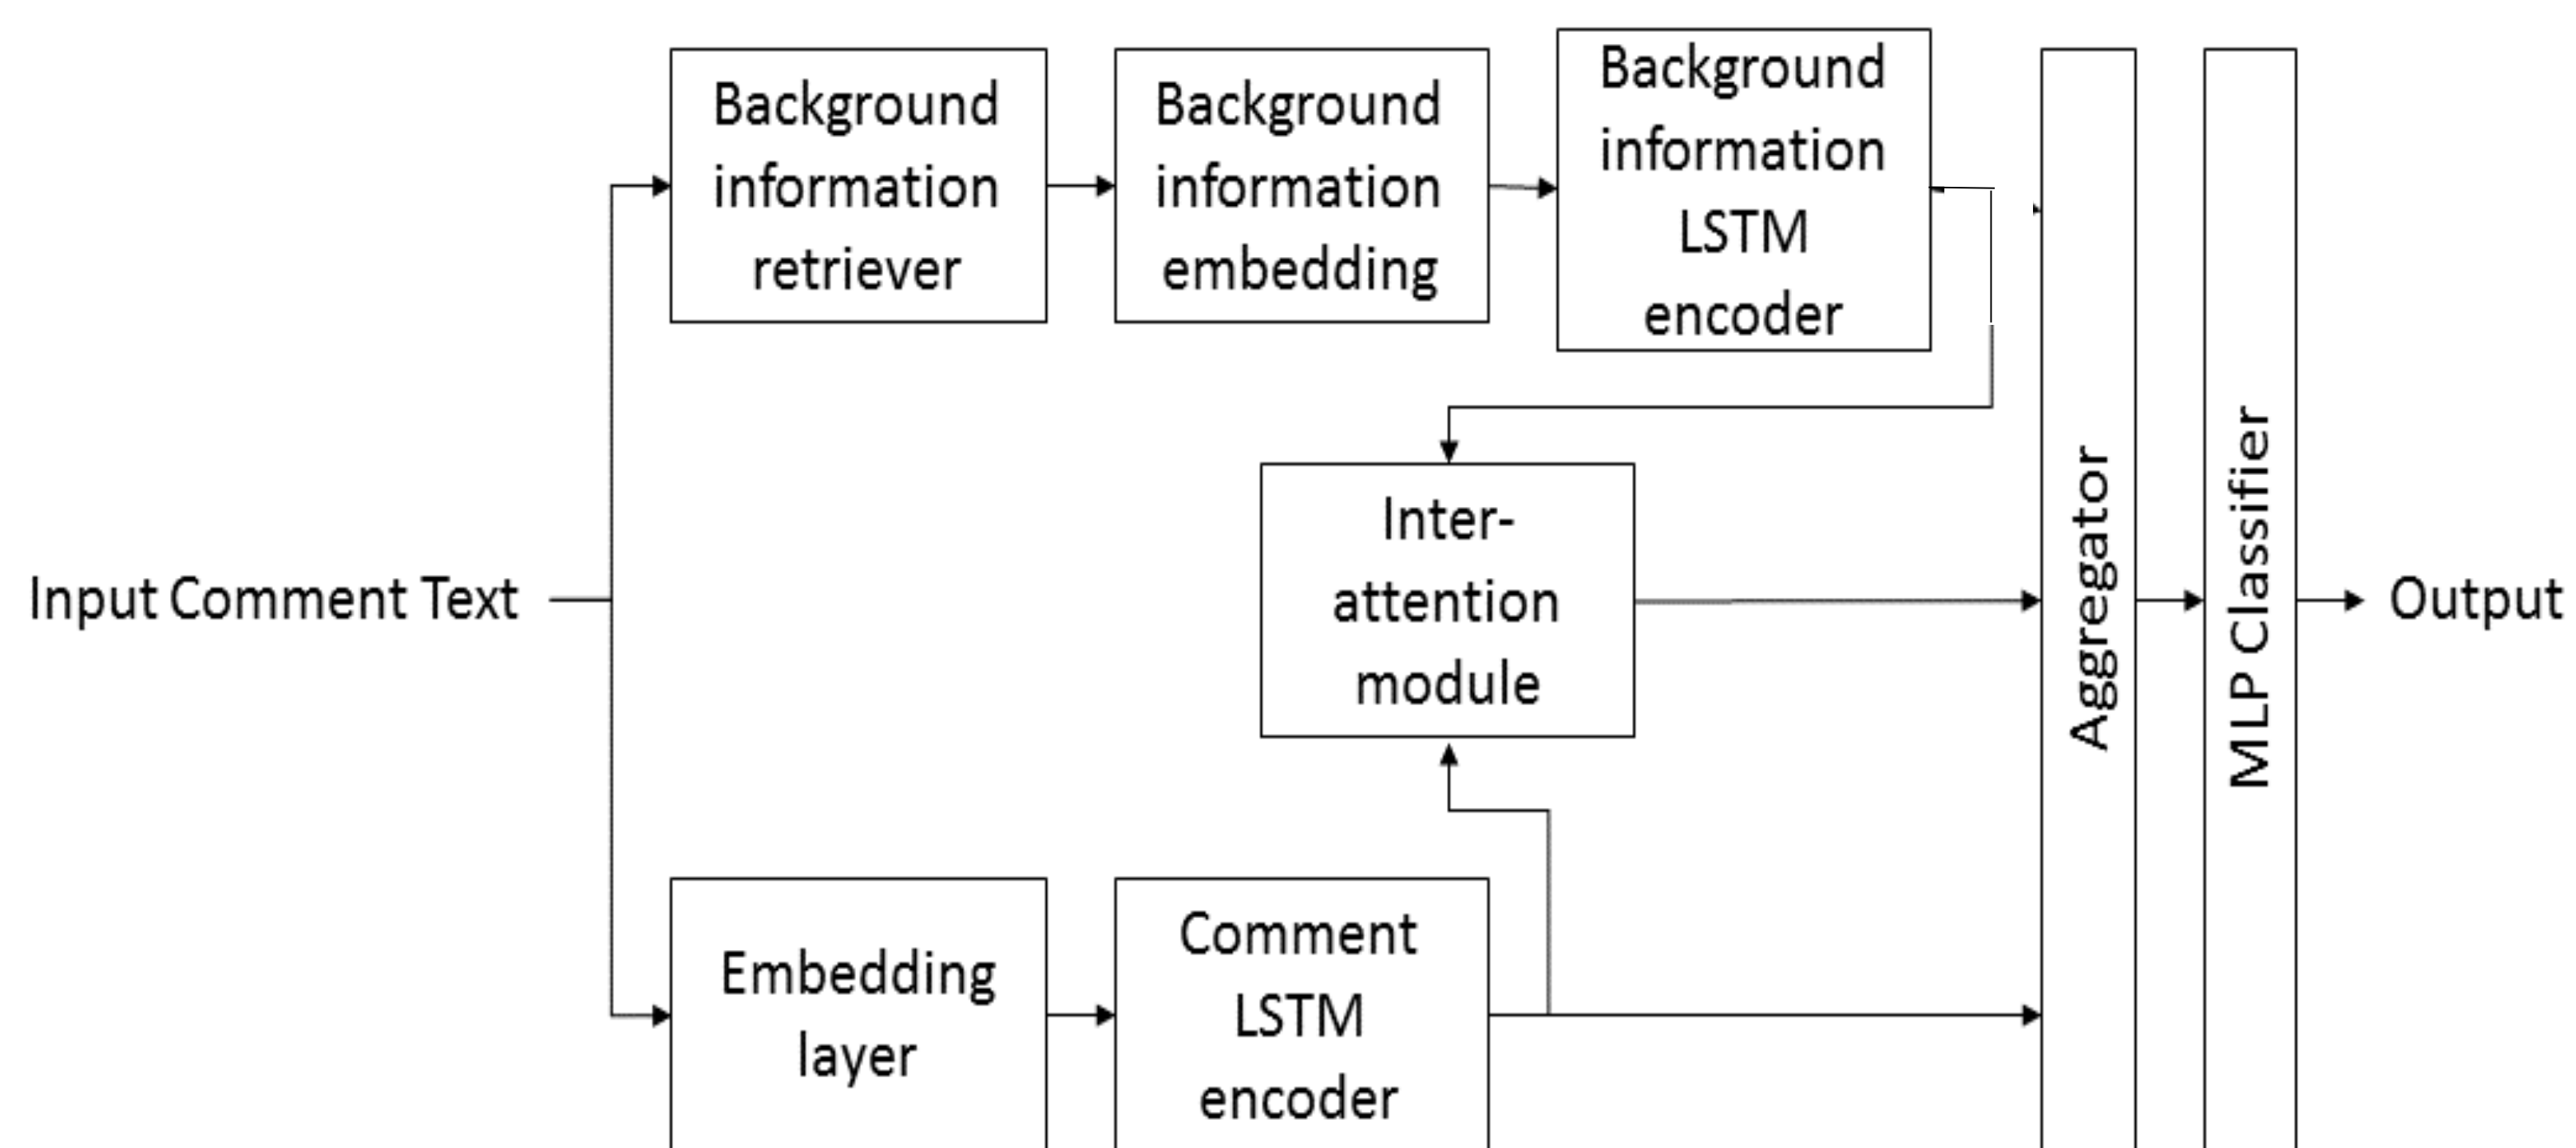 Background
information
retriever
Background
information
embedding
Background
information
LSTM
encoder
Inter-
attention
module
Input Comment Text
Aggregator
MLP Classifier
Output
Embedding
layer
Comment
LSTM
encoder